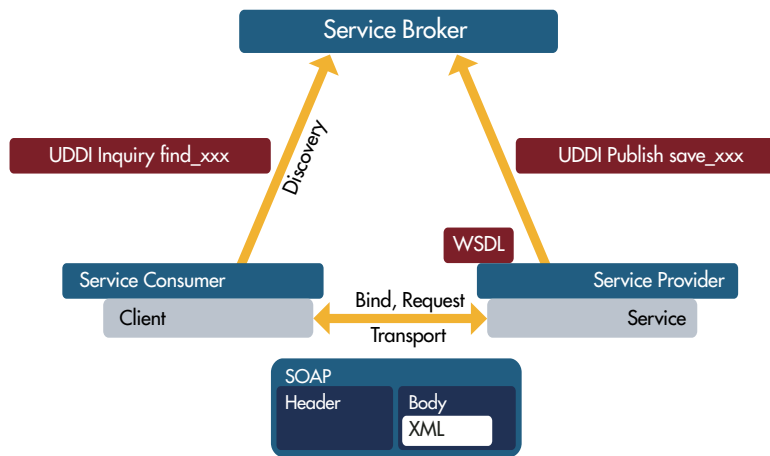 Service Broker
UDDI Inquiry find_xxx
Discovery
UDDI Publish save_xxx
WSDL
Service Consumer
Service Provider
Client
Bind, Request
Transport
Service
SOAP
Header
Body
XML